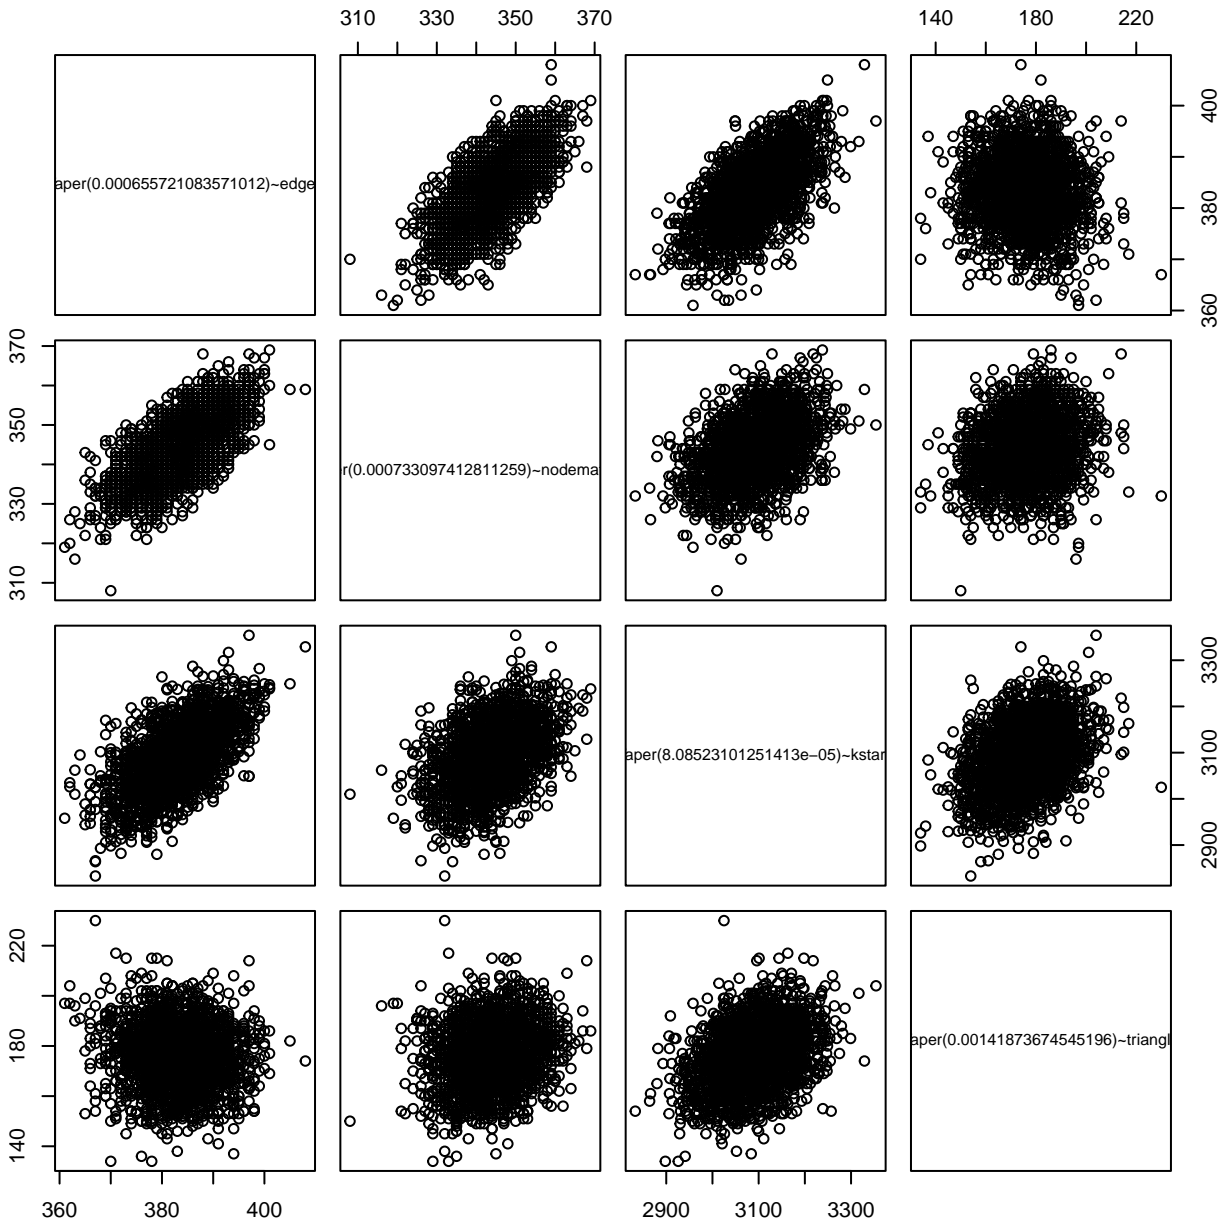 310 330 350 370
140 180 220
aper(0.000655721083571012)~edge
360 380 400
310 330 350 370
r(0.000733097412811259)~nodema
aper(8.08523101251413e−05)~kstar
2900 3100 3300
140 180 220
aper(0.00141873674545196)~triangl
360 380 400
2900 3100 3300